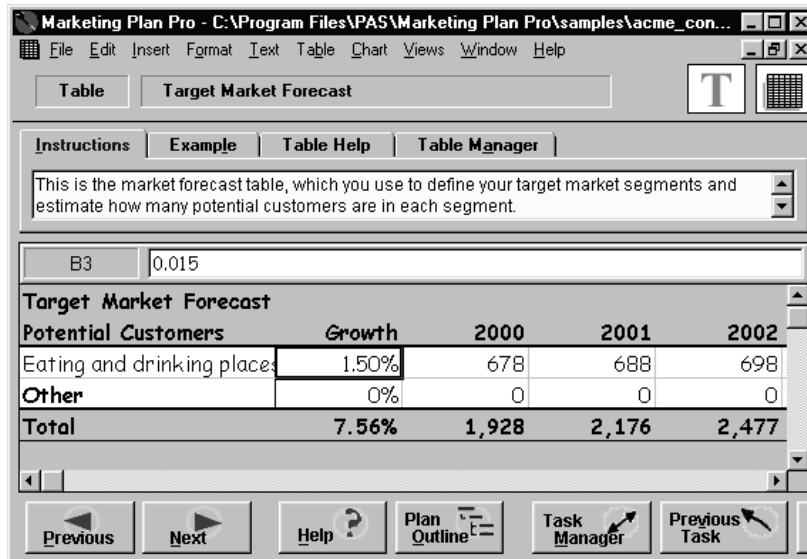 Marketing Plan Pro - C:\Program Files\PAS\Marketing Plan Pro\samples\acme_con...
File Edit Insert Format Text Table Chart Views Window Help
Table Target Market Forecast T
Instructions Example Table Help Table Manager
This is the market forecast table, which you use to define your target market segments and
estimate how many potential customers are in each segment.
B3 0.015
Target Market Forecast
Potential Customers Growth 2000 2001 2002
Eating and drinking places 1.50% 678 688 698
Other 0% 0 0 0
Total 7.56% 1,928 2,176 2,477
Previous Next Help ? Plan Outline Task Manager Previous Task